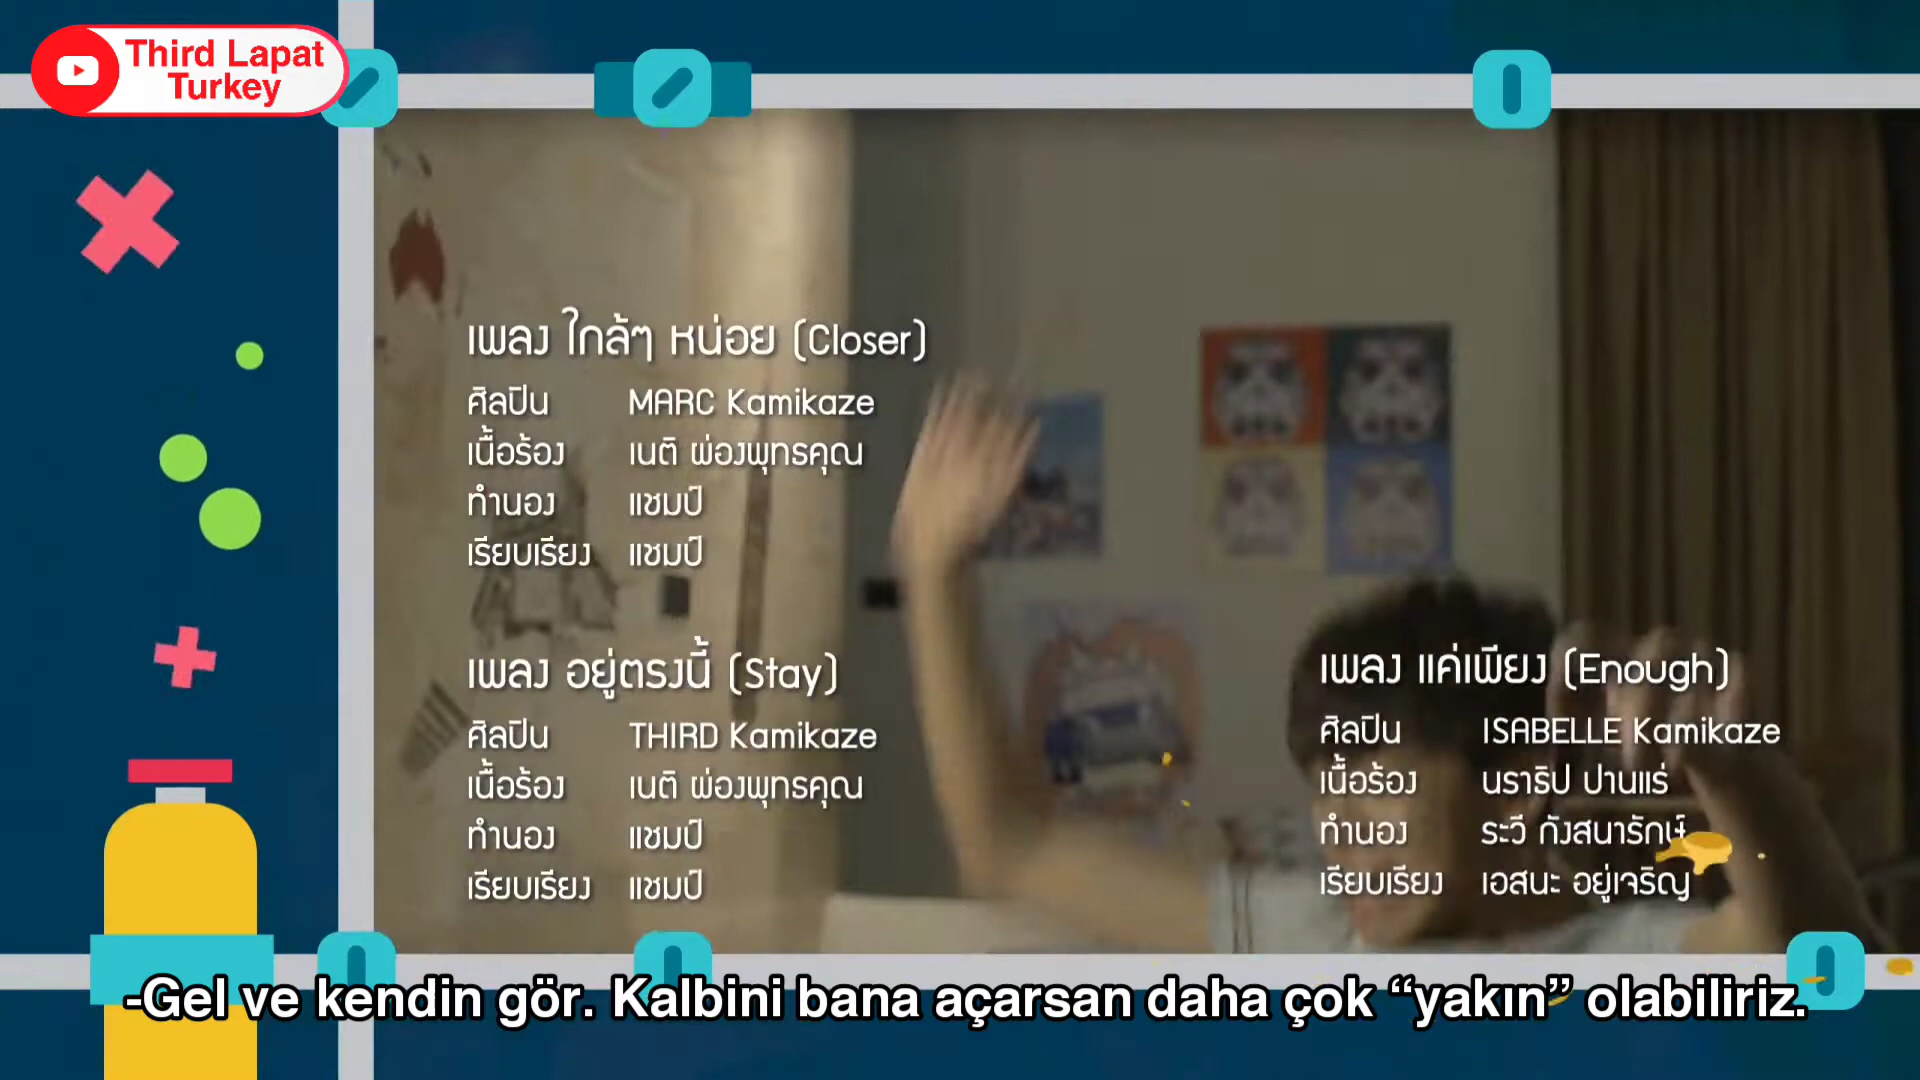 Third Lapat
Turkey
เพลง ใกล้ๆ หน่อย (Closer)
ศิลปิน MARC Kamikaze
เนื้อร้อง เนติ ผ่องพุทธคุณ
ทำนอง แชมป์
เรียบเรียง แชมป์
เพลง อยู่ตรงนี้ (Stay)
ศิลปิน THIRD Kamikaze
เนื้อร้อง เนติ ผ่องพุทธคุณ
ทำนอง แชมป์
เรียบเรียง แชมป์
เพลง แค่เพียง (Enough)
ศิลปิน ISABELLE Kamikaze
เนื้อร้อง นราธิป ปานแร่
ทำนอง ระวี กังสนารักษ์
เรียบเรียง เอสนะ อยู่เจริญ
-Gel ve kendin gör. Kalbini bana açarsan daha çok “yakın” olabiliriz.